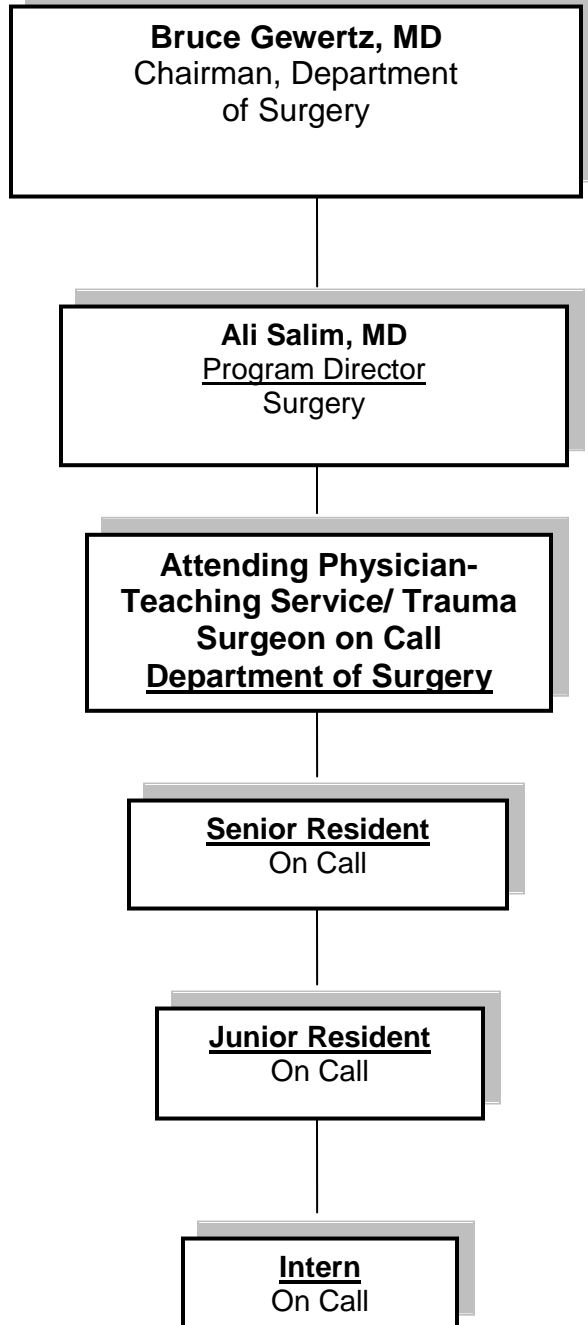 Bruce Gewertz, MD
Chairman, Department
of Surgery
Ali Salim, MD
Program Director
Surgery
Attending Physician-
Teaching Service/ Trauma
Surgeon on Call
Department of Surgery
Senior Resident
On Call
Junior Resident
On Call
Intern
On Call